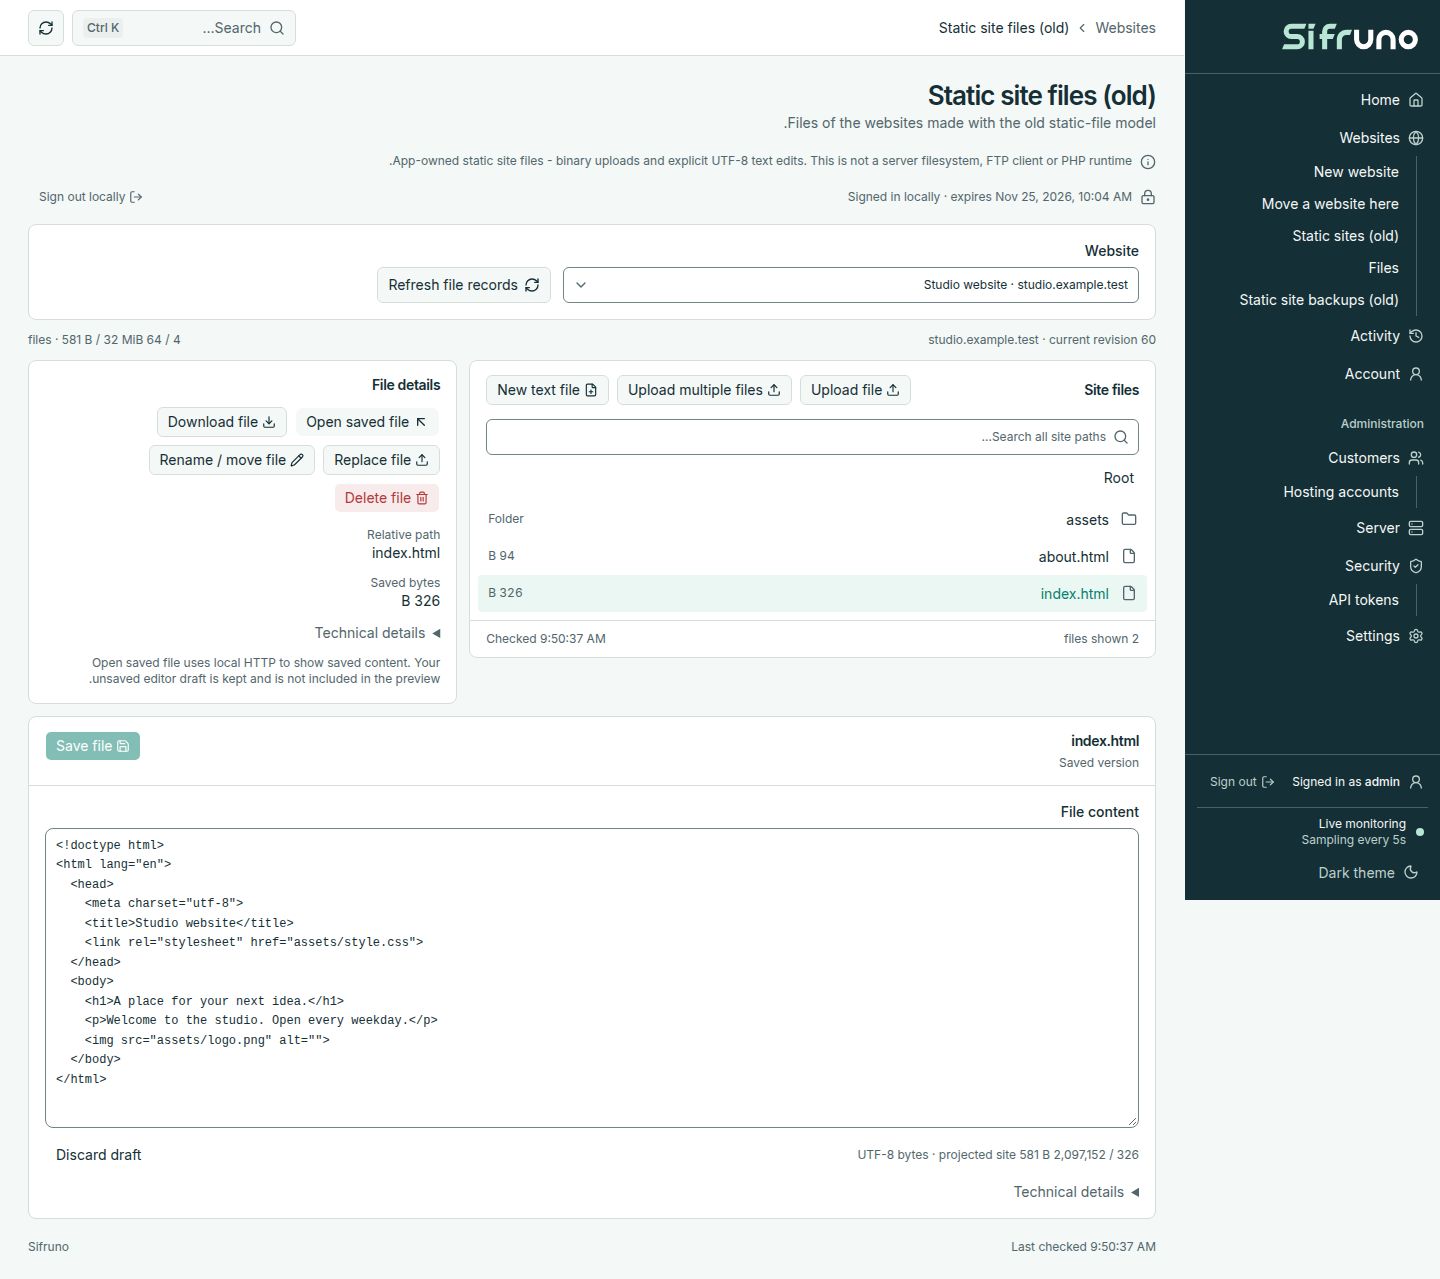 Sifruno
Home
Websites
New website
Move a website here
Static sites (old)
Files
Static site backups (old)
Activity
Account
Administration
Customers
Hosting accounts
Server
Security
API tokens
Settings
Signed in as admin
Sign out
Live monitoring
Sampling every 5s
Dark theme
Websites
Static site files (old)
...Search
Ctrl K
Static site files (old)
.Files of the websites made with the old static-file model
.App-owned static site files - binary uploads and explicit UTF-8 text edits. This is not a server filesystem, FTP client or PHP runtime
Signed in locally · expires Nov 25, 2026, 10:04 AM
Sign out locally
Website
Studio website · studio.example.test
Refresh file records
studio.example.test · current revision 60
files · 581 B / 32 MiB 64 / 4
Site files
Upload file
Upload multiple files
New text file
...Search all site paths
Root
assets
Folder
about.html
B 94
index.html
B 326
files shown 2
Checked 9:50:37 AM
File details
Open saved file
Download file
Replace file
Rename / move file
Delete file
Relative path
index.html
Saved bytes
B 326
Technical details
Open saved file uses local HTTP to show saved content. Your
.unsaved editor draft is kept and is not included in the preview
index.html
Saved version
Save file
File content
<!doctype html>
<html lang="en">
<head>
<meta charset="utf-8">
<title>Studio website</title>
<link rel="stylesheet" href="assets/style.css">
</head>
<body>
<h1>A place for your next idea.</h1>
<p>Welcome to the studio. Open every weekday.</p>
<img src="assets/logo.png" alt="">
</body>
</html>
UTF-8 bytes · projected site 581 B 2,097,152 / 326
Discard draft
Technical details
Last checked 9:50:37 AM
Sifruno